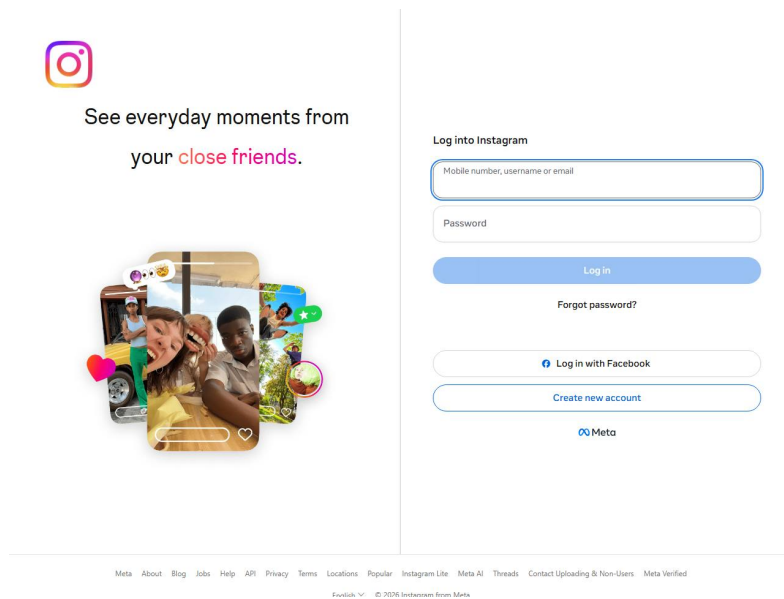 See everyday moments from
your close friends.
Log into Instagram
Mobile number, username or email
Password
Log in
Forgot password?
Log in with Facebook
Create new account
Meta
Meta About Blog Jobs Help API Privacy Terms Locations Popular Instagram Lite Meta AI Threads Contact Uploading & Non-Users Meta Verified
English © 2026 Instagram from Meta